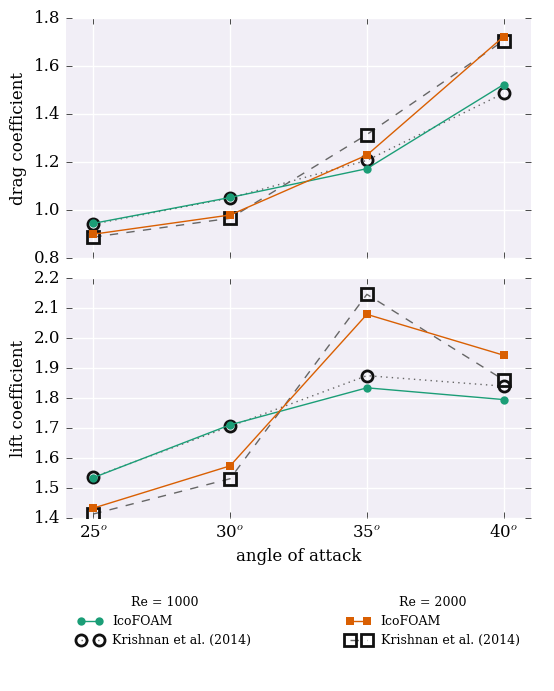 1.8
1.6
1.4
1.2
1.0
0.8
drag coefficient
2.2
2.1
2.0
1.9
1.8
1.7
1.6
1.5
1.4
lift coefficient
25° 30° 35° 40°
angle of attack
Re = 1000 Re = 2000
IcoFOAM IcoFOAM
Krishnan et al. (2014) Krishnan et al. (2014)